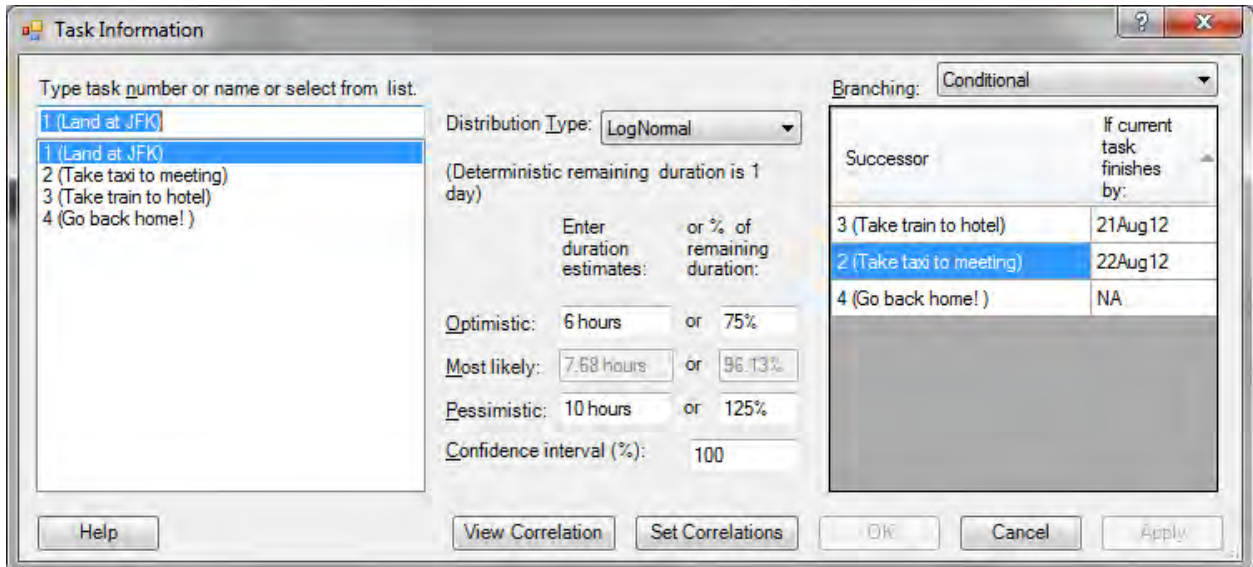 Task Information
?
X
Type task number or name or select from list.
1 (Land at JFK)
1 (Land at JFK)
2 (Take taxi to meeting)
3 (Take train to hotel)
4 (Go back home! )
Distribution Type: LogNormal
(Deterministic remaining duration is 1
day)
Enter
duration
estimates:
or % of
remaining
duration:
Optimistic: 6 hours or 75%
Most likely: 7.68 hours or 96.13%
Pessimistic: 10 hours or 125%
Confidence interval (%): 100
Branching: Conditional
Successor
If current
task
finishes
by:
3 (Take train to hotel) 21Aug12
2 (Take taxi to meeting) 22Aug12
4 (Go back home! ) NA
Help
View Correlation
Set Correlations
OK
Cancel
Apply